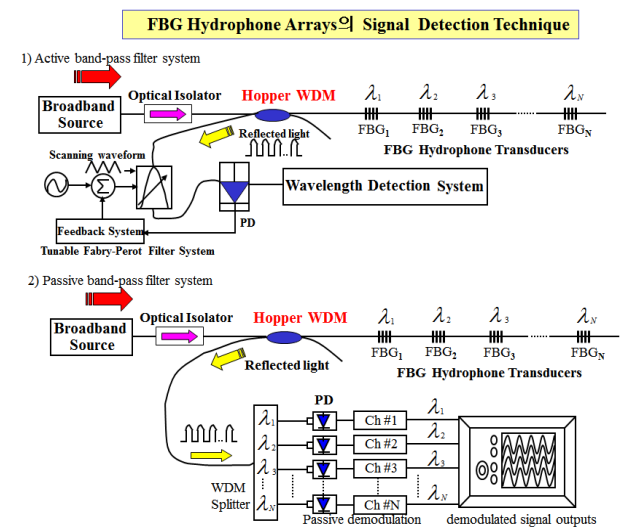 FBG Hydrophone Arrays의 Signal Detection Technique
1) Active band-pass filter system
Broadband Source
Optical Isolator
Hopper WDM
Reflected light
λ1 λ2 λ3 λN
FBG1 FBG2 FBG3 ...... FBGN
FBG Hydrophone Transducers
Scanning waveform
Σ
Wavelength Detection System
PD
Feedback System
Tunable Fabry-Perot Filter System
2) Passive band-pass filter system
Broadband Source
Optical Isolator
Hopper WDM
Reflected light
λ1 λ2 λ3 λN
FBG1 FBG2 FBG3 ...... FBGN
FBG Hydrophone Transducers
PD
λ1 Ch #1 λ1
λ2 Ch #2 λ2
λ3 Ch #3 λ3
λN Ch #N λN
WDM
Splitter
Passive demodulation
demodulated signal outputs